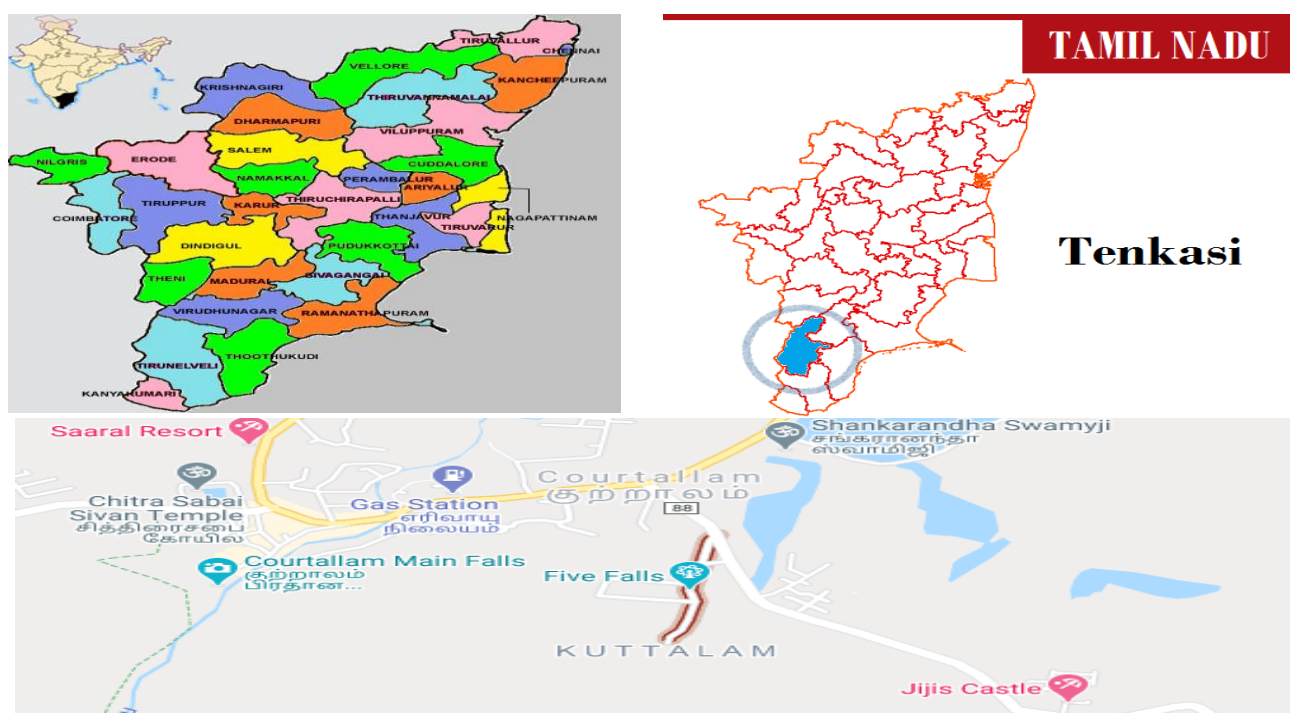 TIRUVALLUR
CHENNAI
VELLORE
KANCHEEPURAM
KRISHNAGIRI
THIRUVANNAMALAI
DHARMAPURI
VILUPPURAM
SALEM
ERODE
NILGRIS
CUDDALORE
NAMAKKAL
PERAMBALUR
ARIYALUR
TIRUPPUR
KARUR
THIRUCHIRAPALLI
COIMBATORE
THANJAVUR
NAGAPATTINAM
TIRUVARUR
DINDIGUL
PUDUKKOTTAI
THENI
MADURAI
SIVAGANGAI
VIRUDHUNAGAR
RAMANATHAPURAM
THOOTHUKUDI
TIRUNELVELI
KANYAKUMARI
TAMIL NADU
Tenkasi
Saaral Resort
Shankarandha Swamyji
சங்கரானந்தா
ஸ்வாமிஜி
Courtallam
குற்றாலம்
88
Chitra Sabai
Sivan Temple
சித்திரைசபை
கோயில
Gas Station
எரிவாயு
நிலையம்
Courtallam Main Falls
குற்றாலம்
பிரதான...
Five Falls
KUTTALAM
Jijis Castle